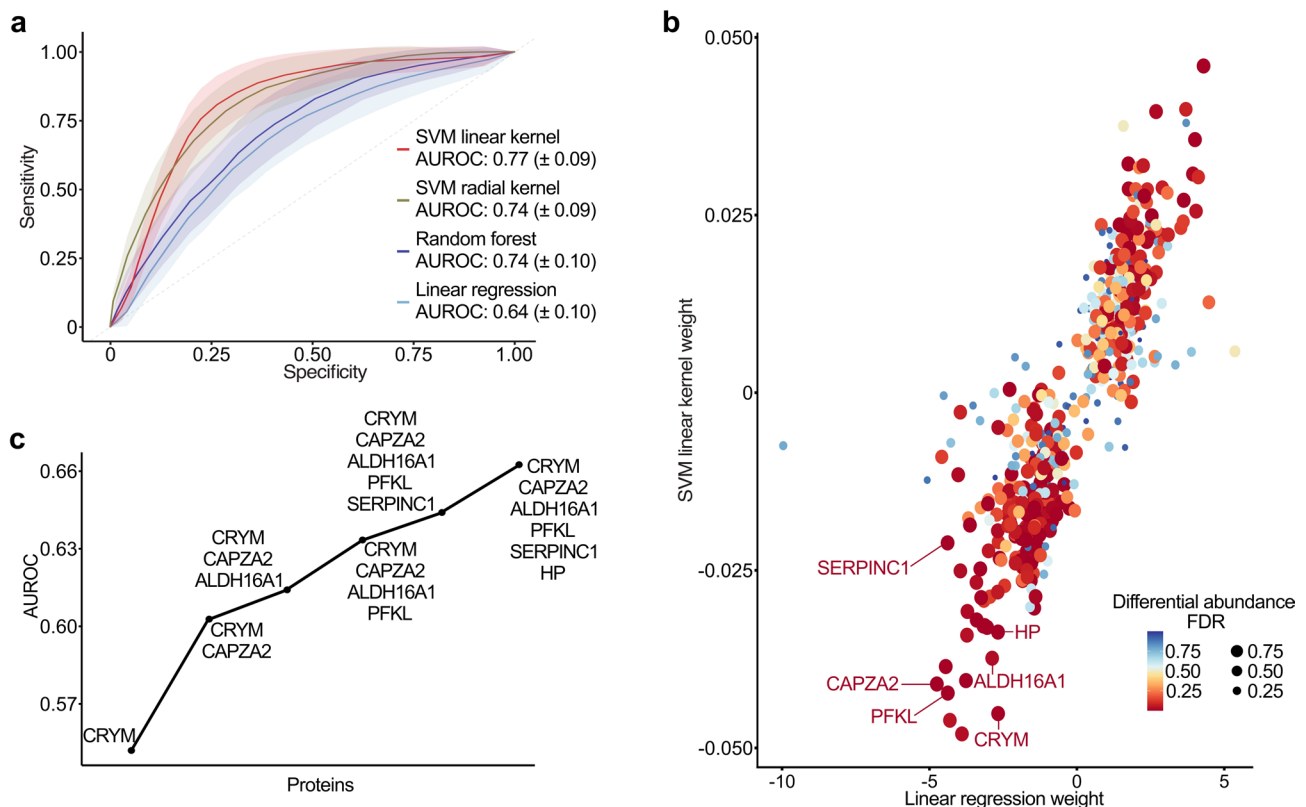 a
1.00
0.75
0.50
0.25
0
Sensitivity
0
0.25
0.50
0.75
1.00
Specificity
SVM linear kernel
AUROC: 0.77 (± 0.09)
SVM radial kernel
AUROC: 0.74 (± 0.09)
Random forest
AUROC: 0.74 (± 0.10)
Linear regression
AUROC: 0.64 (± 0.10)
b
0.050
0.025
0
-0.025
-0.050
SVM linear kernel weight
-10
-5
0
5
Linear regression weight
SERPINC1
HP
CAPZA2
ALDH16A1
PFKL
CRYM
Differential abundance
FDR
0.75
0.50
0.25
0.75
0.50
0.25
c
0.66
0.63
0.60
0.57
AUROC
Proteins
CRYM
CRYM
CAPZA2
CRYM
CAPZA2
ALDH16A1
CRYM
CAPZA2
ALDH16A1
PFKL
CRYM
CAPZA2
ALDH16A1
PFKL
SERPINC1
CRYM
CAPZA2
ALDH16A1
PFKL
SERPINC1
HP